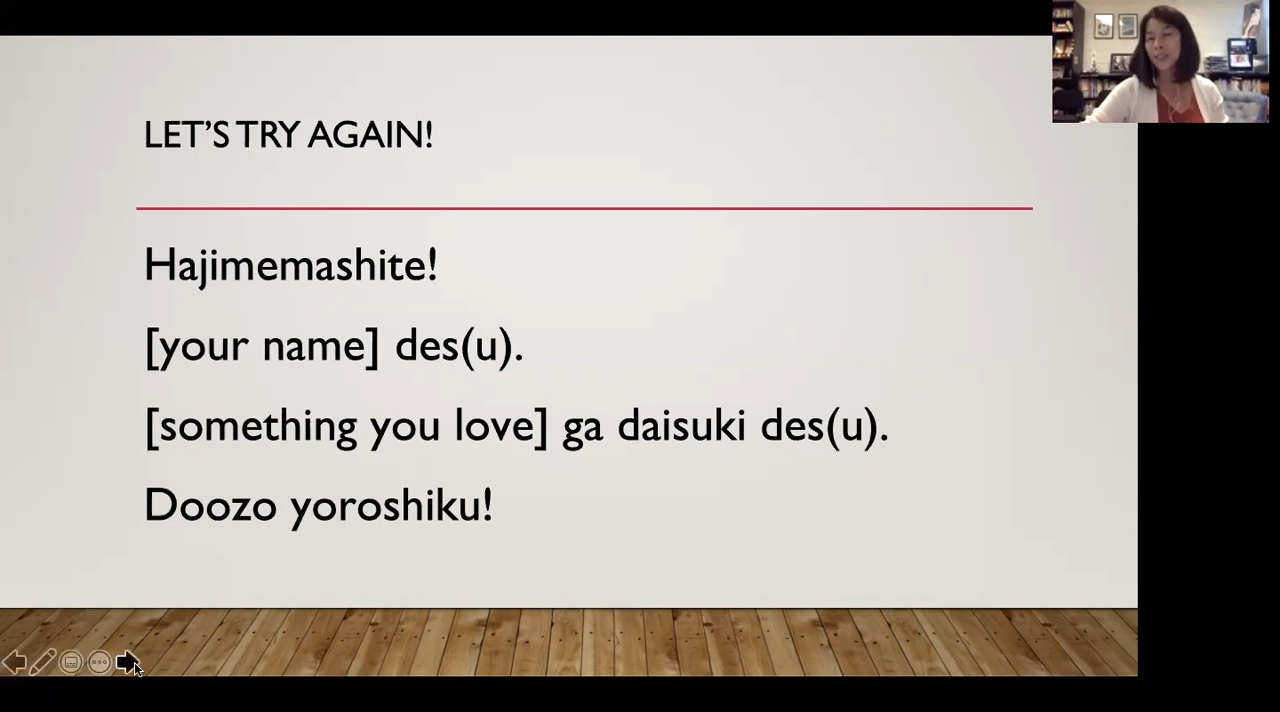 LET'S TRY AGAIN!
Hajimemashite!
[your name] des(u).
[something you love] ga daisuki des(u).
Doozo yoroshiku!